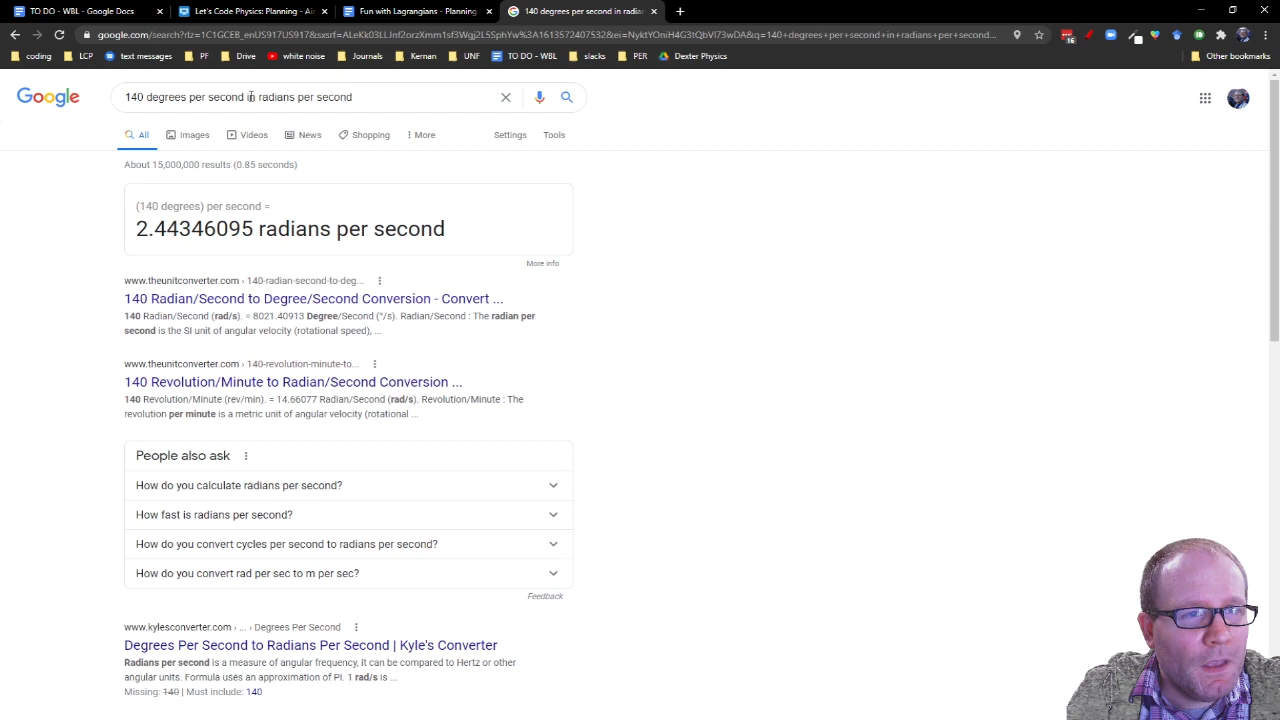 TO DO - WBL - Google Docs
Let's Code Physics: Planning - Ai
Fun with Lagrangians - Planning
140 degrees per second in radian
google.com/search?
coding
LCP
text messages
PF
Drive
white noise
Journals
Kernan
UNF
TO DO - WBL
slacks
PER
Dexter Physics
Other bookmarks
Google
140 degrees per second in radians per second
All
Images
Videos
News
Shopping
More
Settings
Tools
About 15,000,000 results (0.85 seconds)
(140 degrees) per second =
2.44346095 radians per second
More info
www.theunitconverter.com › 140-radian-second-to-deg...
140 Radian/Second to Degree/Second Conversion - Convert ...
140 Radian/Second (rad/s). = 8021.40913 Degree/Second (°/s). Radian/Second : The radian per
second is the SI unit of angular velocity (rotational speed), ...
www.theunitconverter.com › 140-revolution-minute-to...
140 Revolution/Minute to Radian/Second Conversion ...
140 Revolution/Minute (rev/min). = 14.66077 Radian/Second (rad/s). Revolution/Minute : The
revolution per minute is a metric unit of angular velocity (rotational ...
People also ask
How do you calculate radians per second?
How fast is radians per second?
How do you convert cycles per second to radians per second?
How do you convert rad per sec to m per sec?
Feedback
www.kylesconverter.com › ... › Degrees Per Second
Degrees Per Second to Radians Per Second | Kyle's Converter
Radians per second is a measure of angular frequency, it can be compared to Hertz or other
angular units. Formula uses an approximation of PI. 1 rad/s is ...
Missing: 140 | Must include: 140